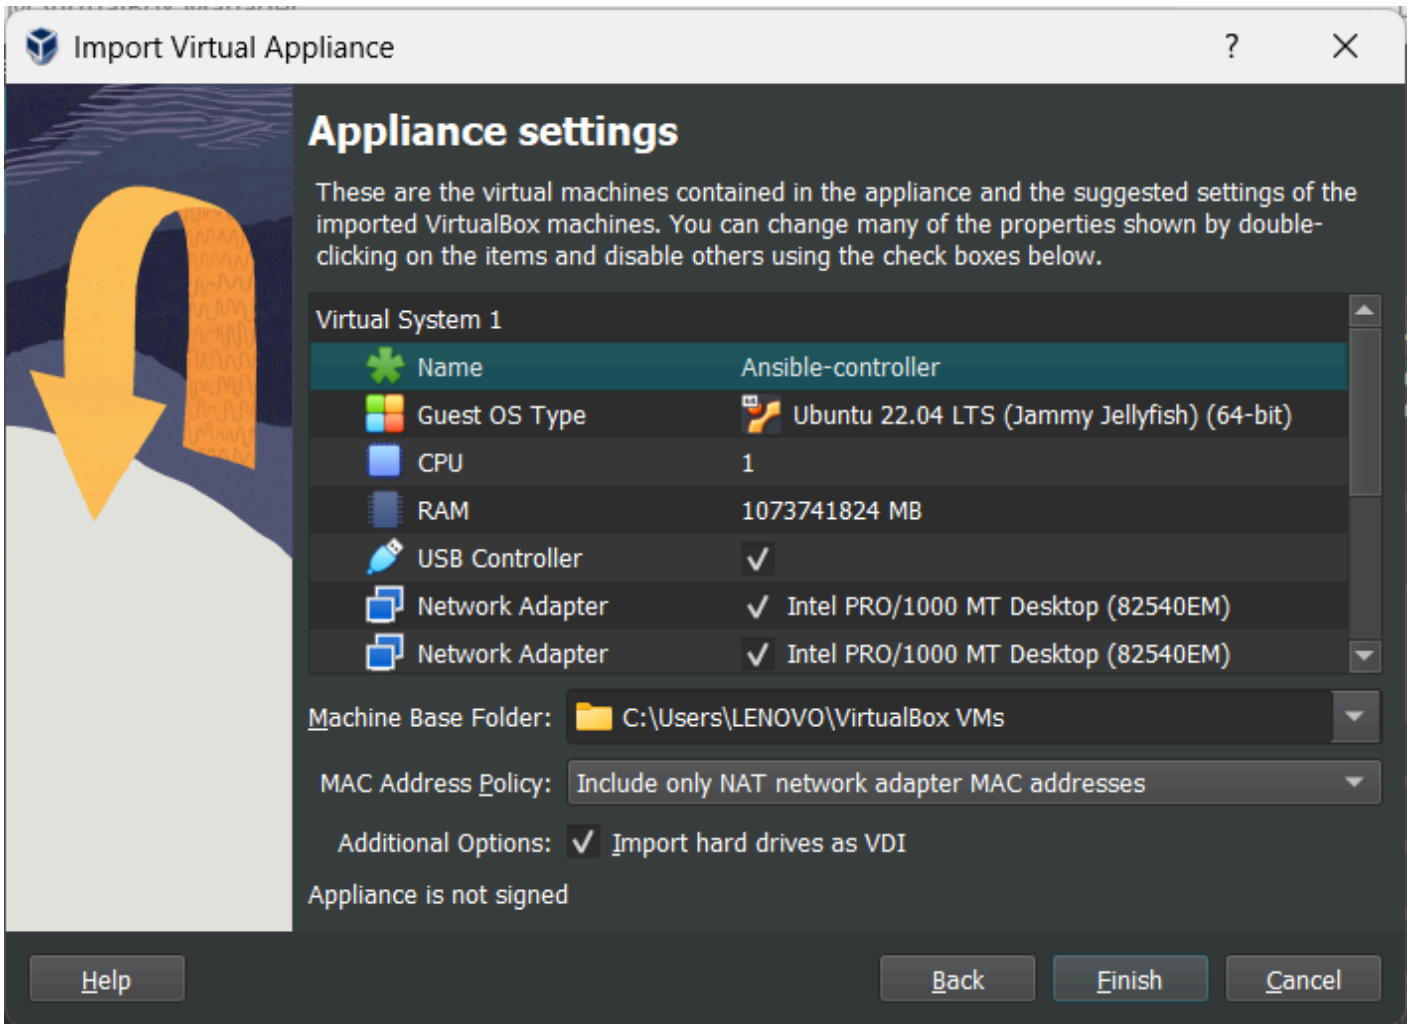 Import Virtual Appliance
?
Appliance settings
These are the virtual machines contained in the appliance and the suggested settings of the
imported VirtualBox machines. You can change many of the properties shown by double-
clicking on the items and disable others using the check boxes below.
Virtual System 1
Name Ansible-controller
Guest OS Type 64 Ubuntu 22.04 LTS (Jammy Jellyfish) (64-bit)
CPU 1
RAM 1073741824 MB
USB Controller
Network Adapter Intel PRO/1000 MT Desktop (82540EM)
Network Adapter Intel PRO/1000 MT Desktop (82540EM)
Machine Base Folder: C:\Users\LENOVO\VirtualBox VMs
MAC Address Policy: Include only NAT network adapter MAC addresses
Additional Options: Import hard drives as VDI
Appliance is not signed
Help Back Finish Cancel